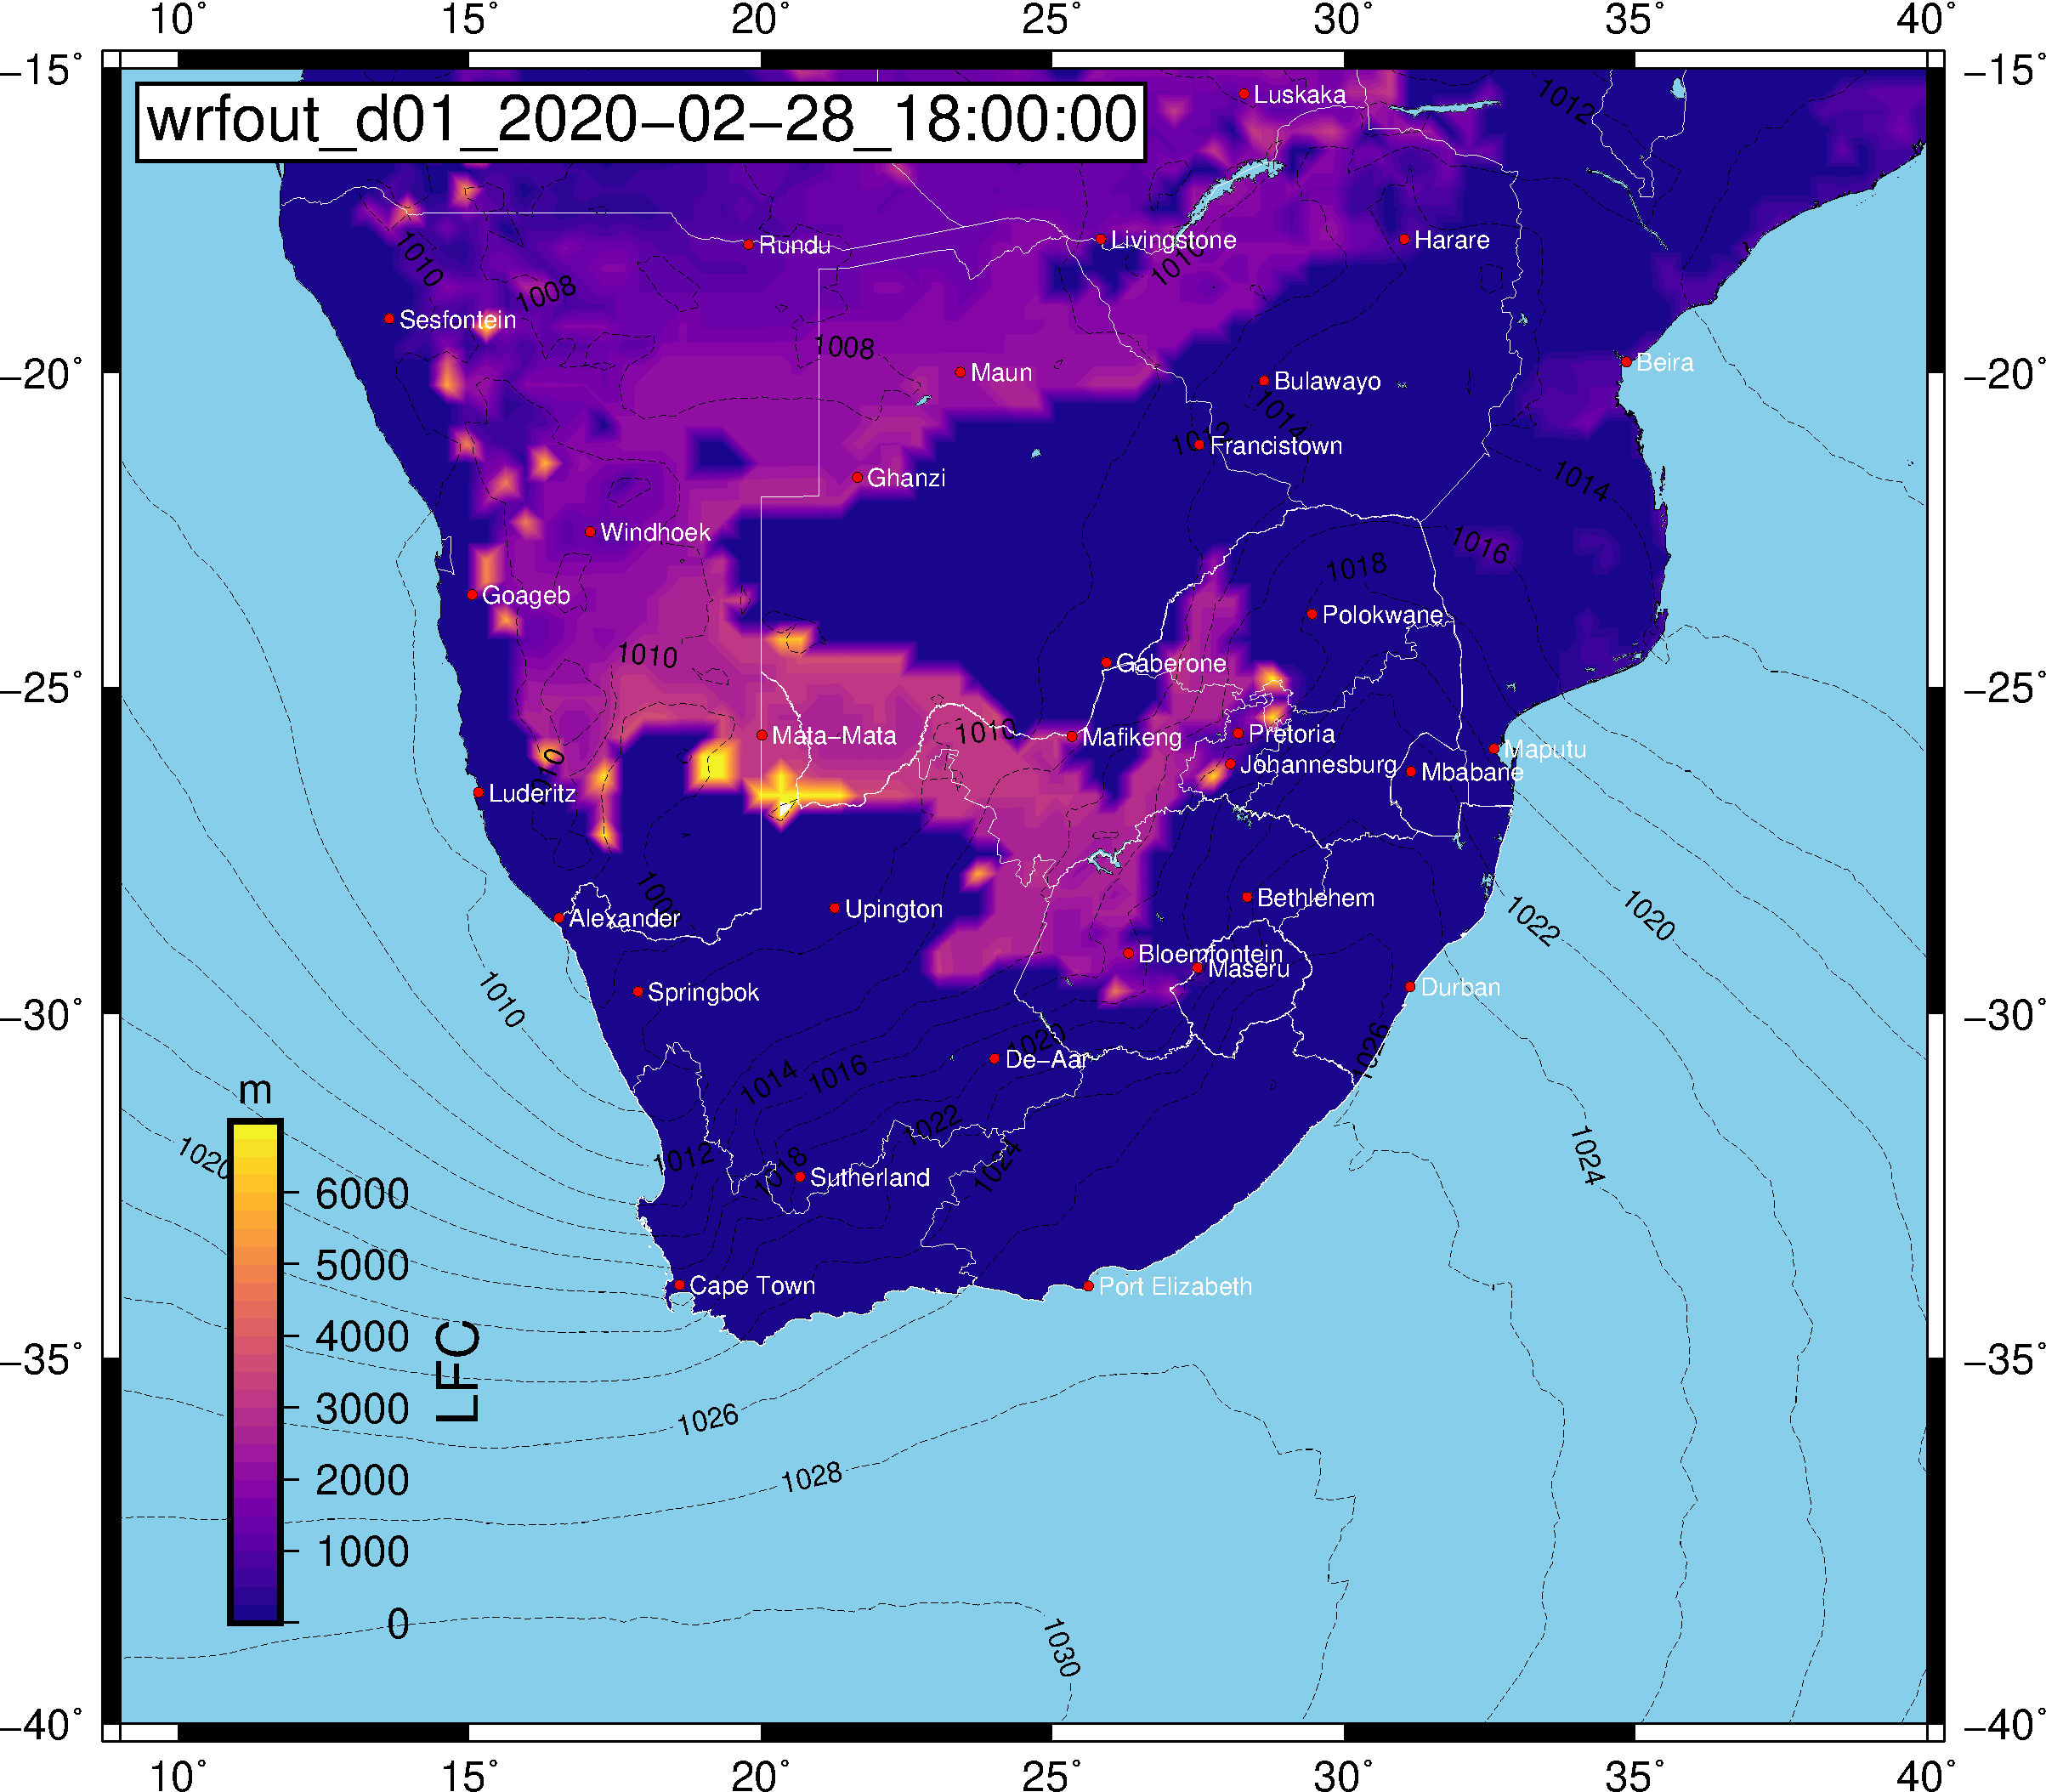 10° 15° 20° 25° 30° 35° 40°
−15° −15°
wrfout_d01_2020−02−28_18:00:00
Luskaka
1012
Rundu
Livingstone
Harare
1010
1010
1008
Sesfontein
1008
Maun
Beira
−20° −20°
Bulawayo
1014
1012
Francistown
Ghanzi
1014
Windhoek
1016
1018
Goageb
Polokwane
1010
Gaberone
−25° −25°
1010
Mata−Mata
Mafikeng
Pretoria
Maputu
Johannesburg
Mbabane
1010
Luderitz
Bethlehem
Upington
Alexander
1020
1022
Bloemfontein
Maseru
Springbok
Durban
1010
−30° −30°
1020
De−Aar
1026
1014
1016
m
1022
1012
1020
1018
1024
1024
Sutherland
6000
5000
Cape Town
Port Elizabeth
4000
LFC
−35° −35°
3000
1026
2000
1028
1000
0
1030
−40° −40°
10° 15° 20° 25° 30° 35° 40°